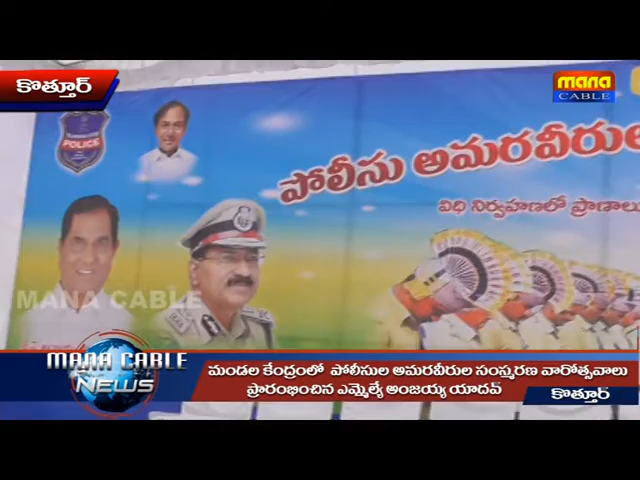 కొత్తూర్
mana
CABLE
POLICE
పోలీసు అమరవీరుల
విధి నిర్వహణలో ప్రాణాలు
MANA CABLE
MANA CABLE
NEWS
మండల కేంద్రంలో పోలీసుల అమరవీరుల సంస్మరణ వారోత్సవాలు
ప్రారంభించిన ఎమ్మెల్యే అంజయ్య యాదవ్
కొత్తూర్